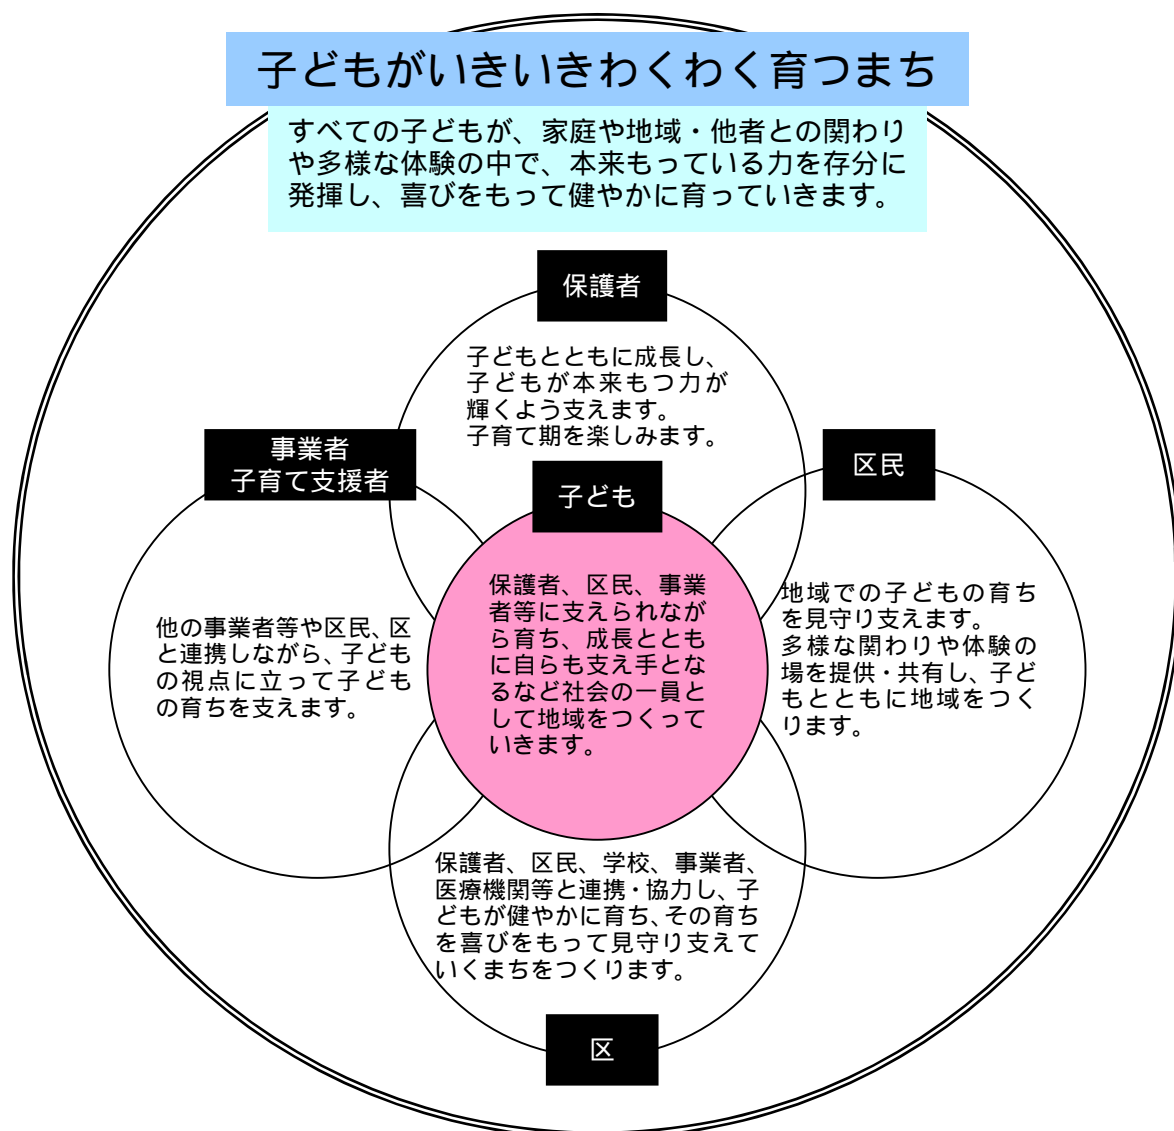 子どもがいきいきわくわく育つまち
すべての子どもが、家庭や地域・他者との関わり
や多様な体験の中で、本来もっている力を存分に
発揮し、喜びをもって健やかに育っていきます。
保護者
子どもとともに成長し、
子どもが本来もつ力が
輝くよう支えます。
子育て期を楽しみます。
事業者
子育て支援者
他の事業者等や区民、区
と連携しながら、子ども
の視点に立って子ども
の育ちを支えます。
子ども
保護者、区民、事業
者等に支えられなが
ら育ち、成長ととも
に自らも支え手とな
るなど社会の一員と
して地域をつくって
いきます。
区民
地域での子どもの育ち
を見守り支えます。
多様な関わりや体験の
場を提供・共有し、子ど
もとともに地域をつく
ります。
保護者、区民、学校、事業者、
医療機関等と連携・協力し、子
どもが健やかに育ち、その育ち
を喜びをもって見守り支えて
いくまちをつくります。
区